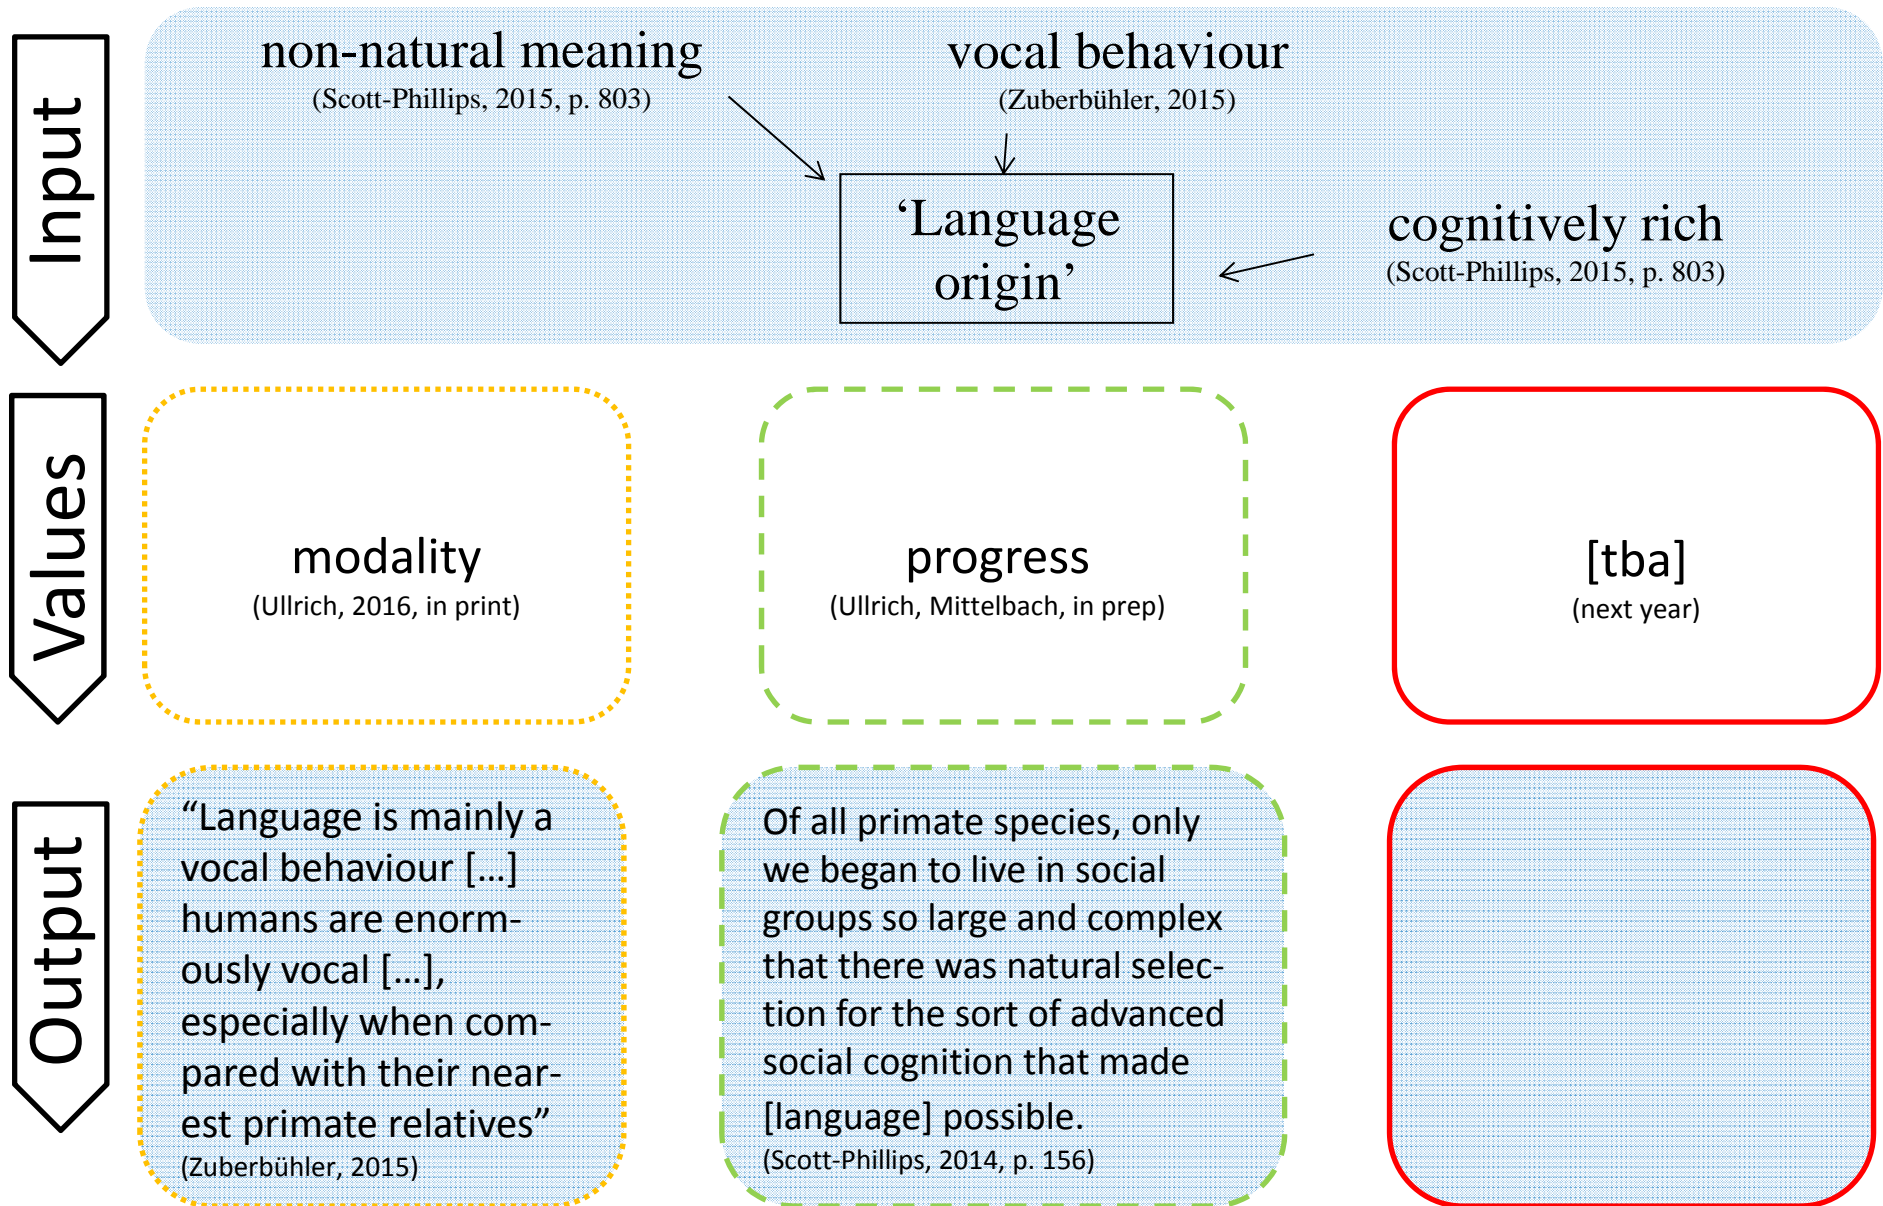 Input
non-natural meaning
(Scott-Phillips, 2015, p. 803)
vocal behaviour
(Zuberbühler, 2015)
‘Language
origin’
cognitively rich
(Scott-Phillips, 2015, p. 803)
Values
modality
(Ullrich, 2016, in print)
progress
(Ullrich, Mittelbach, in prep)
[tba]
(next year)
Output
“Language is mainly a
vocal behaviour […]
humans are enorm-
ously vocal […],
especially when com-
pared with their near-
est primate relatives”
(Zuberbühler, 2015)
Of all primate species, only
we began to live in social
groups so large and complex
that there was natural selec-
tion for the sort of advanced
social cognition that made
[language] possible.
(Scott-Phillips, 2014, p. 156)